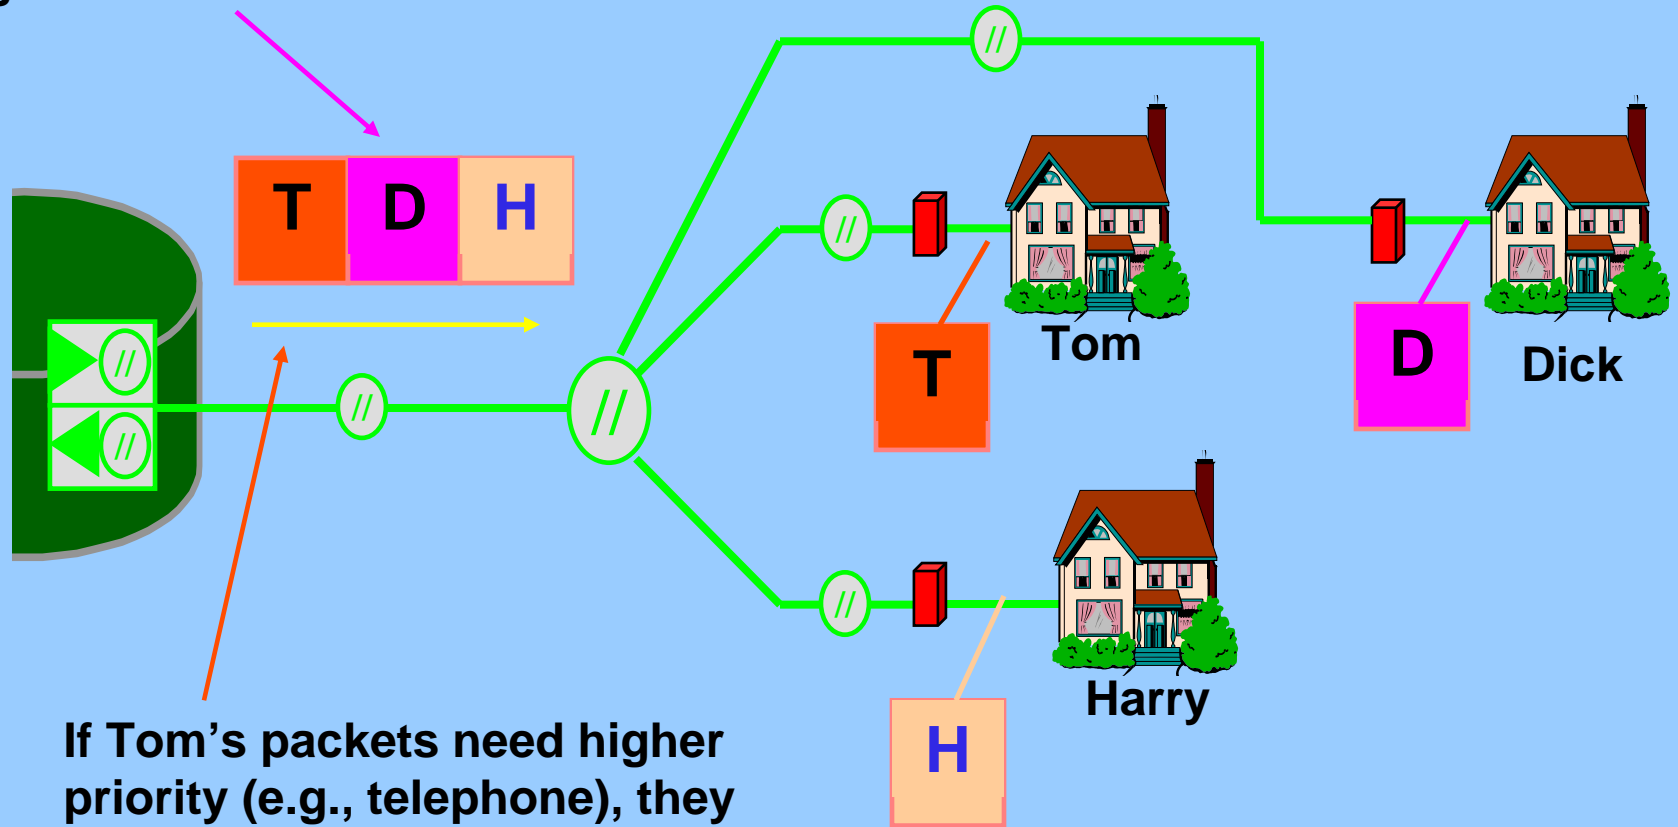 T D H
Tom
T
D
Dick
Harry
H
If Tom’s packets need higher
priority (e.g., telephone), they